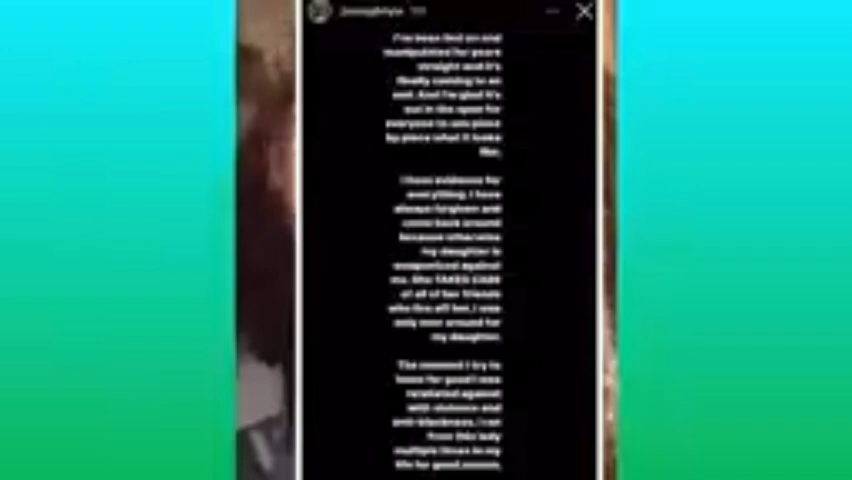 I've been lied on and
manipulated for years
straight and it's
finally coming to an
end. And I'm glad it's
out in the open for
everyone to see piece
by piece what it looks
like.
I have evidence for
everything. I have
always forgiven and
come back around
because otherwise
my daughter is
weaponized against
me. She TAKES CARE
of all of her friends
who live off her. I was
only ever around for
my daughter.
The moment I try to
leave for good I was
retaliated against
with violence and
anti-blackness. I ran
from this lady
multiple times in my
life for good